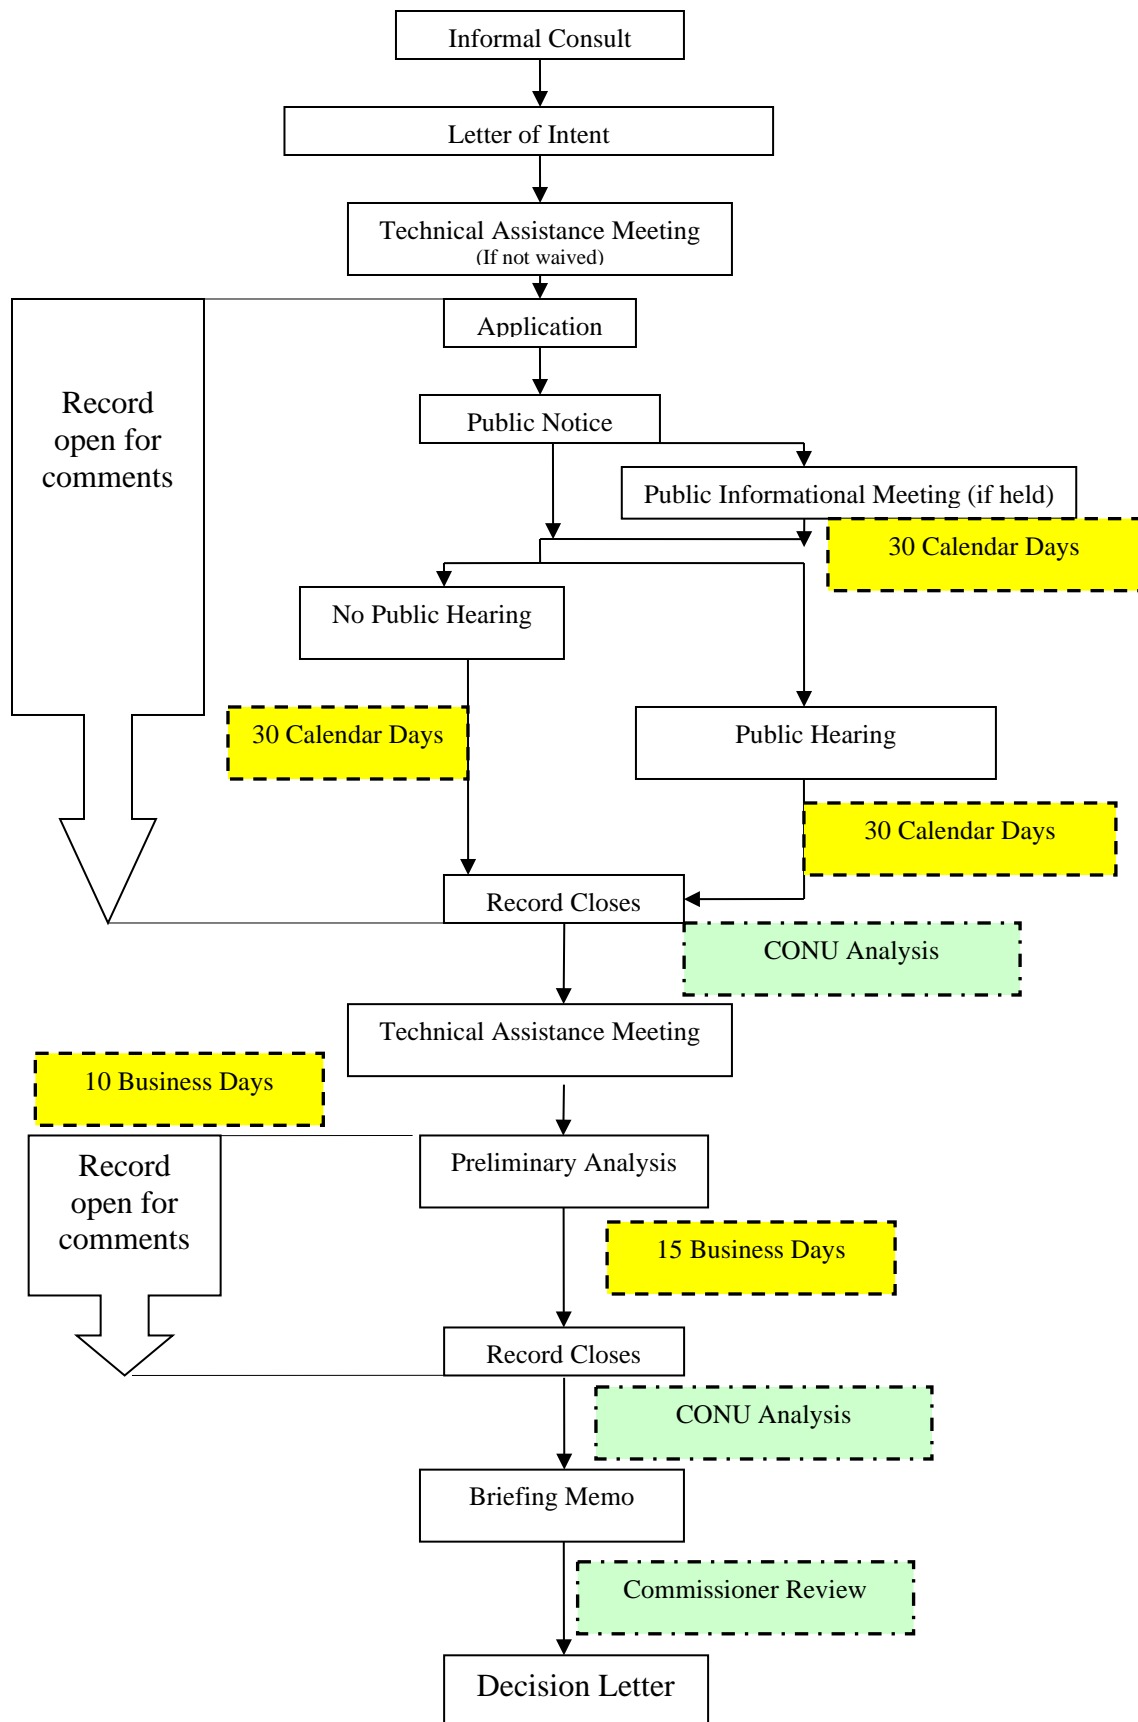 Informal Consult
Letter of Intent
Technical Assistance Meeting
(If not waived)
Application
Record
open for
comments
Public Notice
Public Informational Meeting (if held)
30 Calendar Days
No Public Hearing
30 Calendar Days
Public Hearing
30 Calendar Days
Record Closes
CONU Analysis
Technical Assistance Meeting
10 Business Days
Record
open for
comments
Preliminary Analysis
15 Business Days
Record Closes
CONU Analysis
Briefing Memo
Commissioner Review
Decision Letter